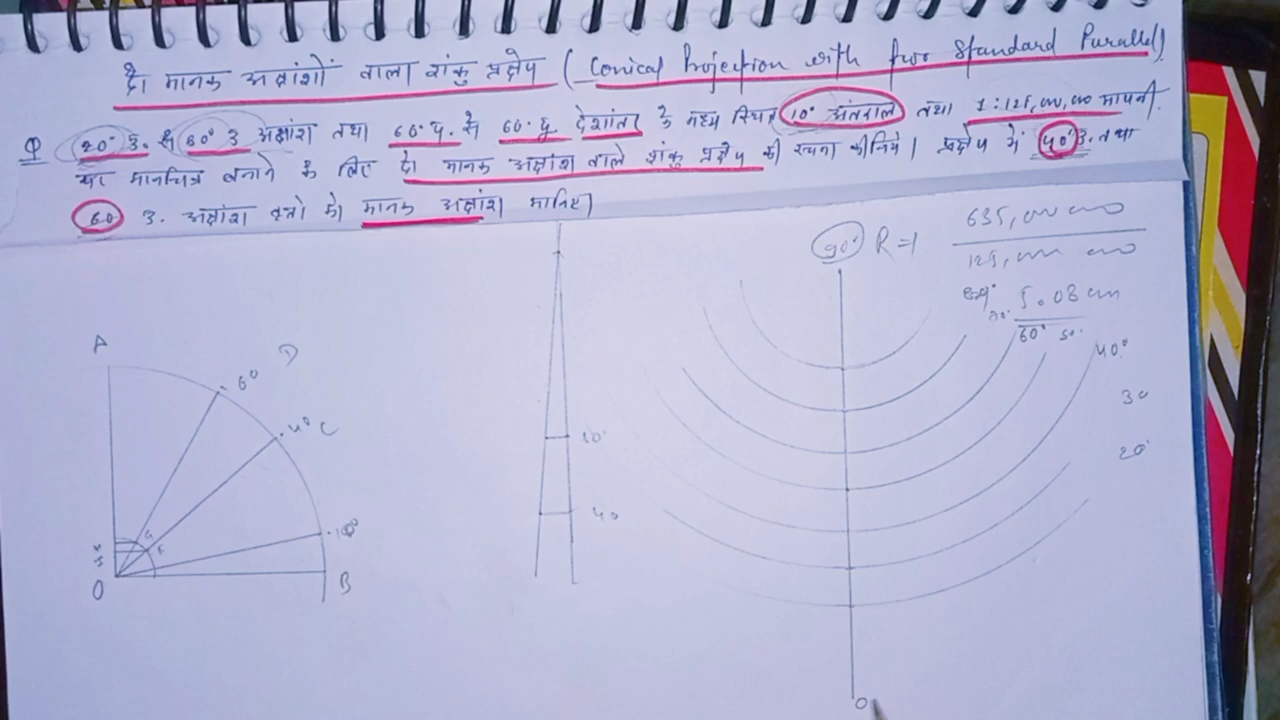 दो मानक अक्षांशों वाला शंकु प्रक्षेप (Conical Projection with two Standard Parallel)
Q 20° उ. से 80° उ अक्षांश तथा 60° पू. से 60° प. देशांतर के मध्य स्थित 10° अंतराल तथा 1:125,000,000 मापनी
पर मानचित्र बनाने के लिए दो मानक अक्षांश वाले शंकु प्रक्षेप की रचना कीजिये। प्रक्षेप में 40° उ. तथा
60 उ. अक्षांश वृत्तों को मानक अक्षांश मानिए।
90° R=
635,000 000
125,000 000
5.08 cm
60° 50°
40°
30
20°
A
60 D
40 C
10°
B
O
10°
40
O